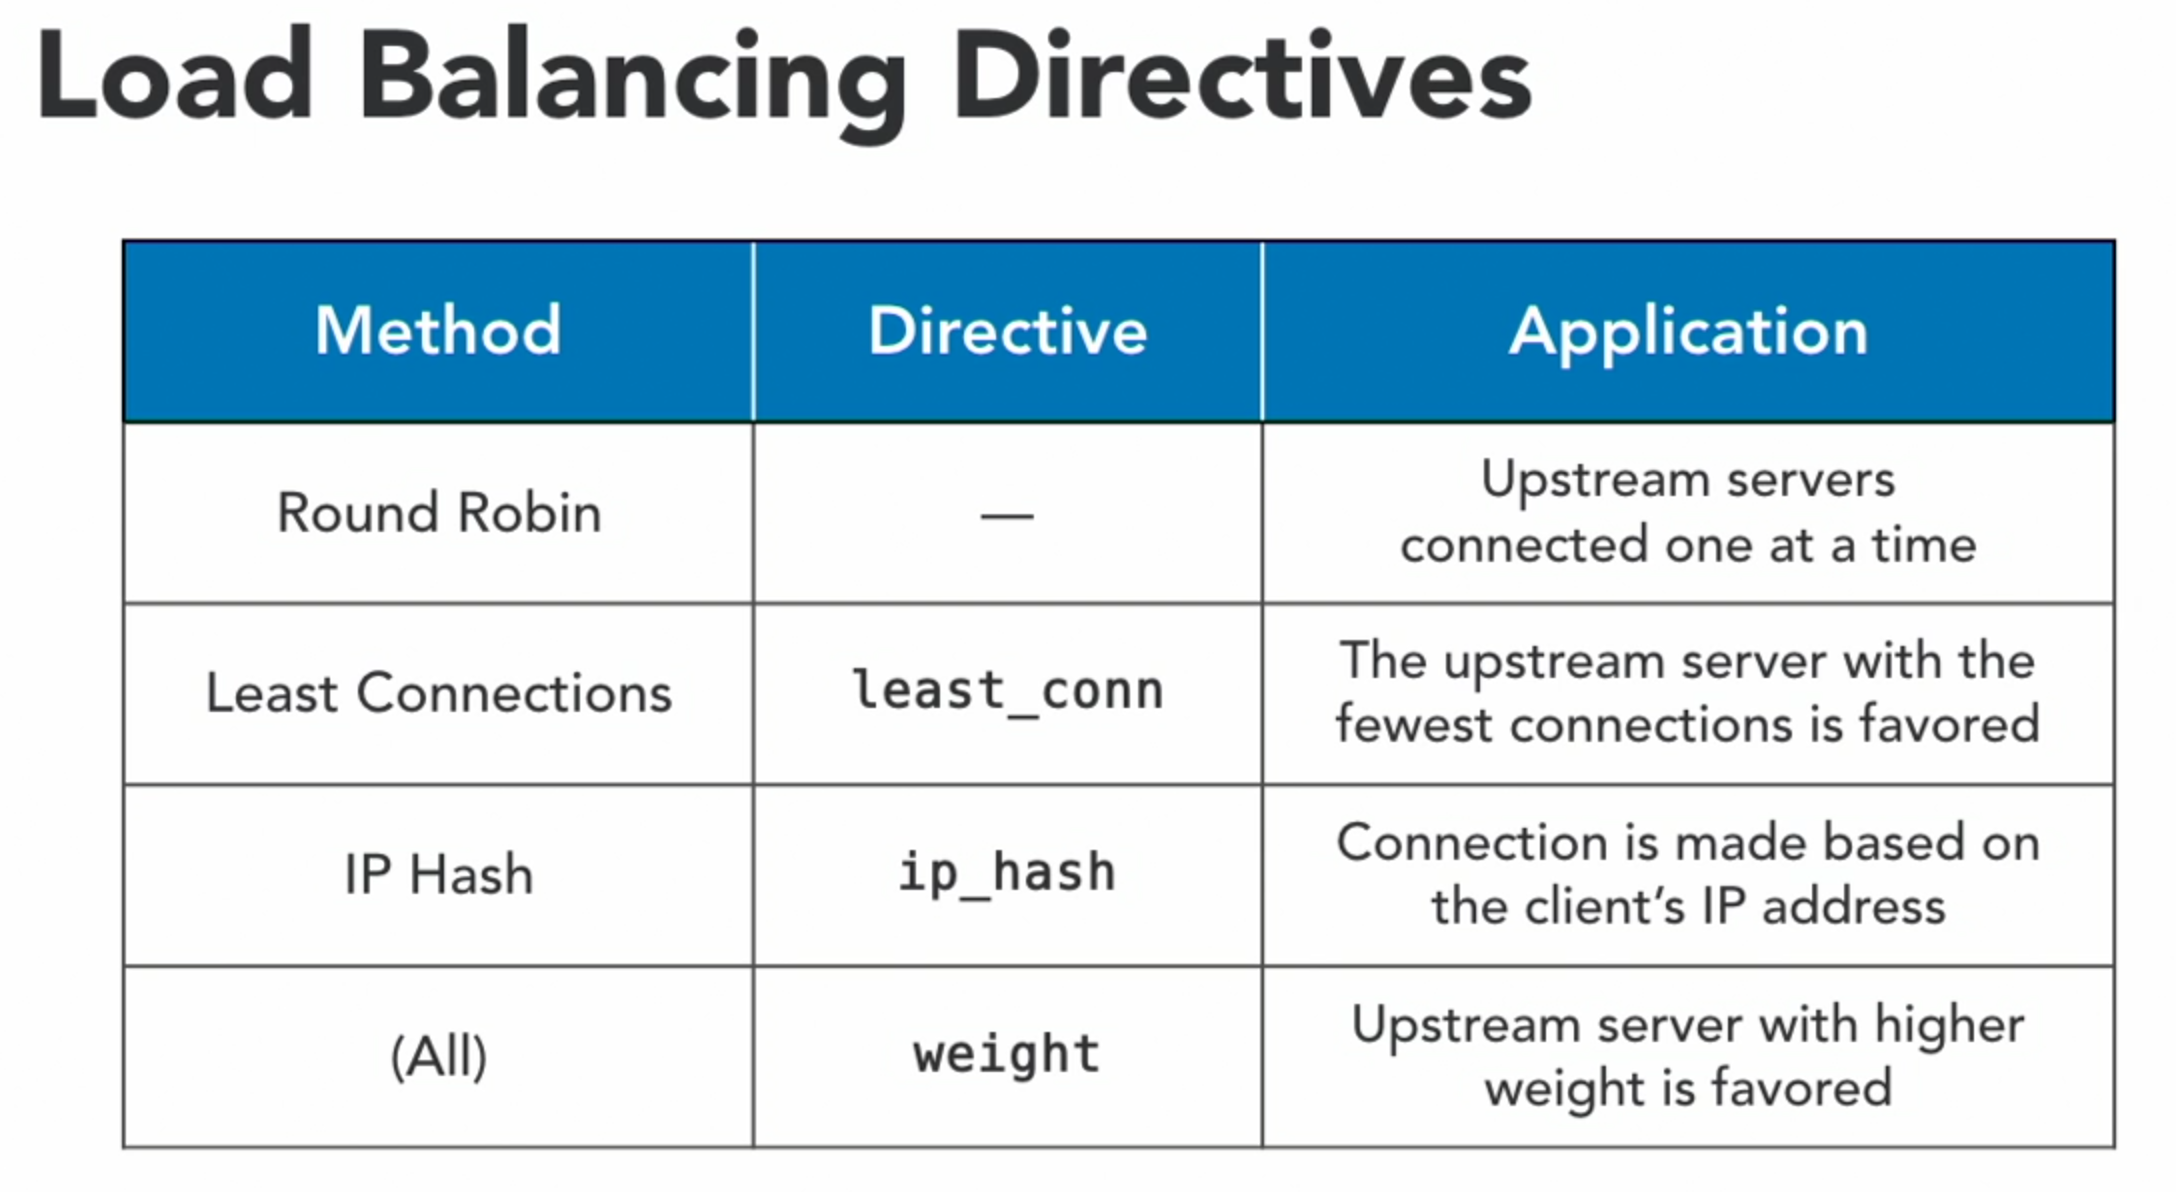 Load Balancing Directives
Method Directive Application
Round Robin — Upstream servers
connected one at a time
Least Connections least_conn The upstream server with the
fewest connections is favored
IP Hash ip_hash Connection is made based on
the client’s IP address
(All) weight Upstream server with higher
weight is favored